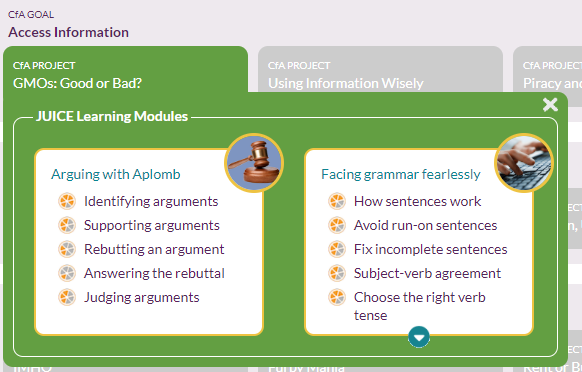 CfA GOAL
Access Information
CfA PROJECT
GMOs: Good or Bad?
CfA PROJECT
Using Information Wisely
CfA PROJECT
Piracy and
JUICE Learning Modules
Arguing with Aplomb
Identifying arguments
Supporting arguments
Rebutting an argument
Answering the rebuttal
Judging arguments
Facing grammar fearlessly
How sentences work
Avoid run-on sentences
Fix incomplete sentences
Subject-verb agreement
Choose the right verb
tense